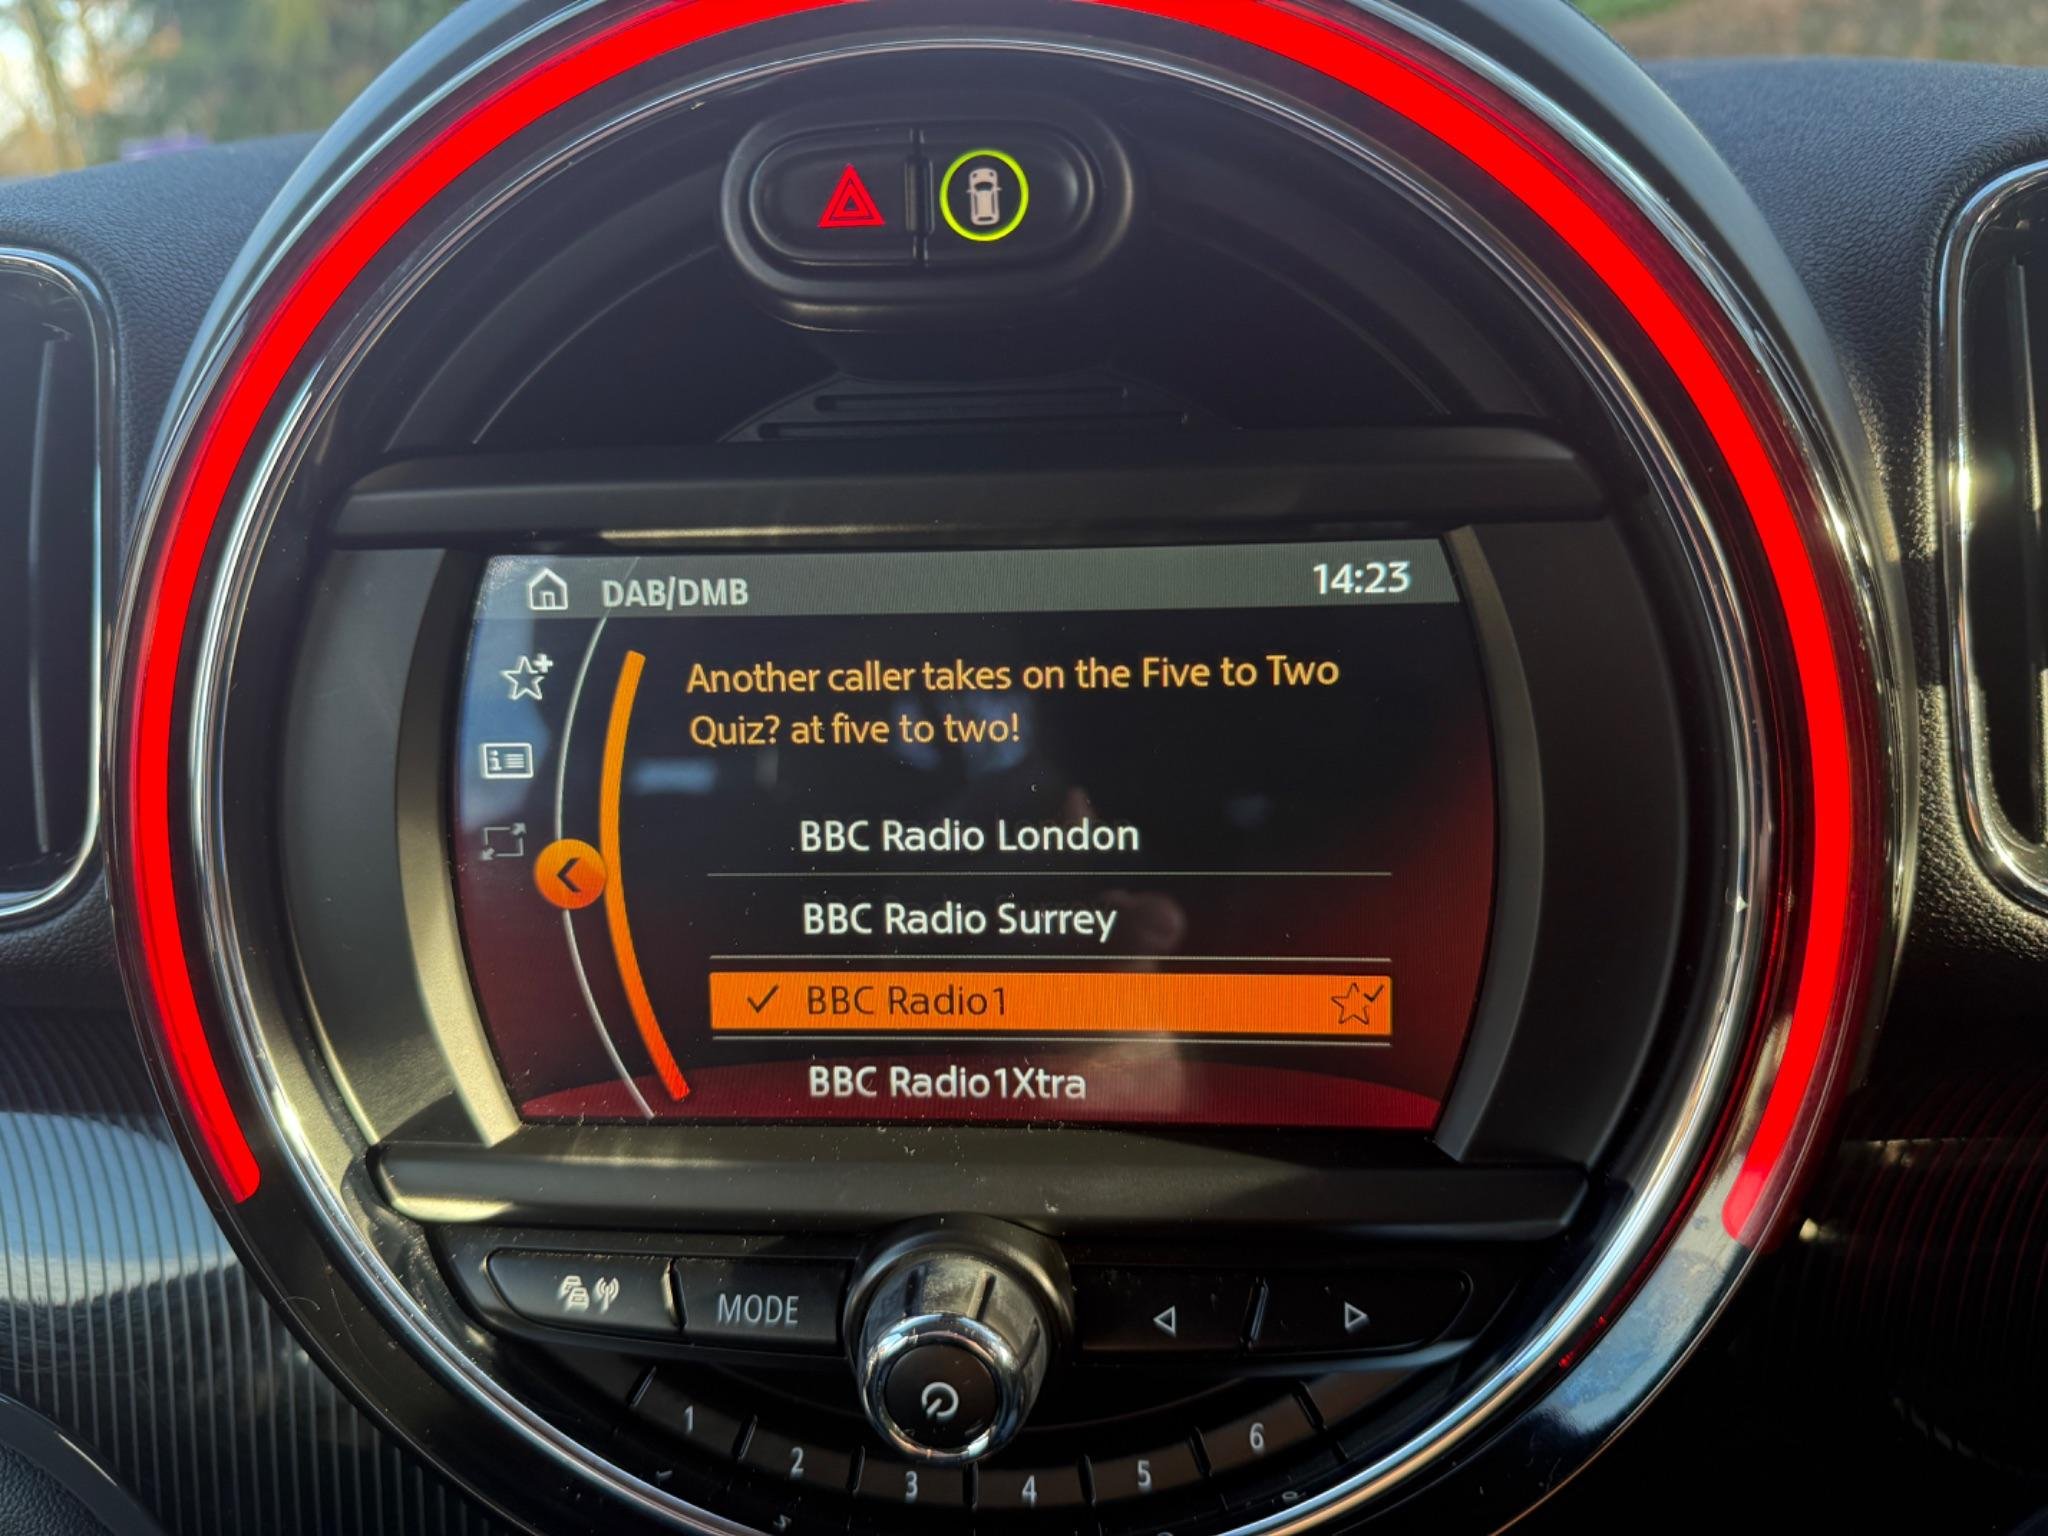 DAB/DMB 14:23
Another caller takes on the Five to Two
Quiz? at five to two!
BBC Radio London
BBC Radio Surrey
BBC Radio1
BBC Radio1Xtra
MODE
1 2 3 4 5 6